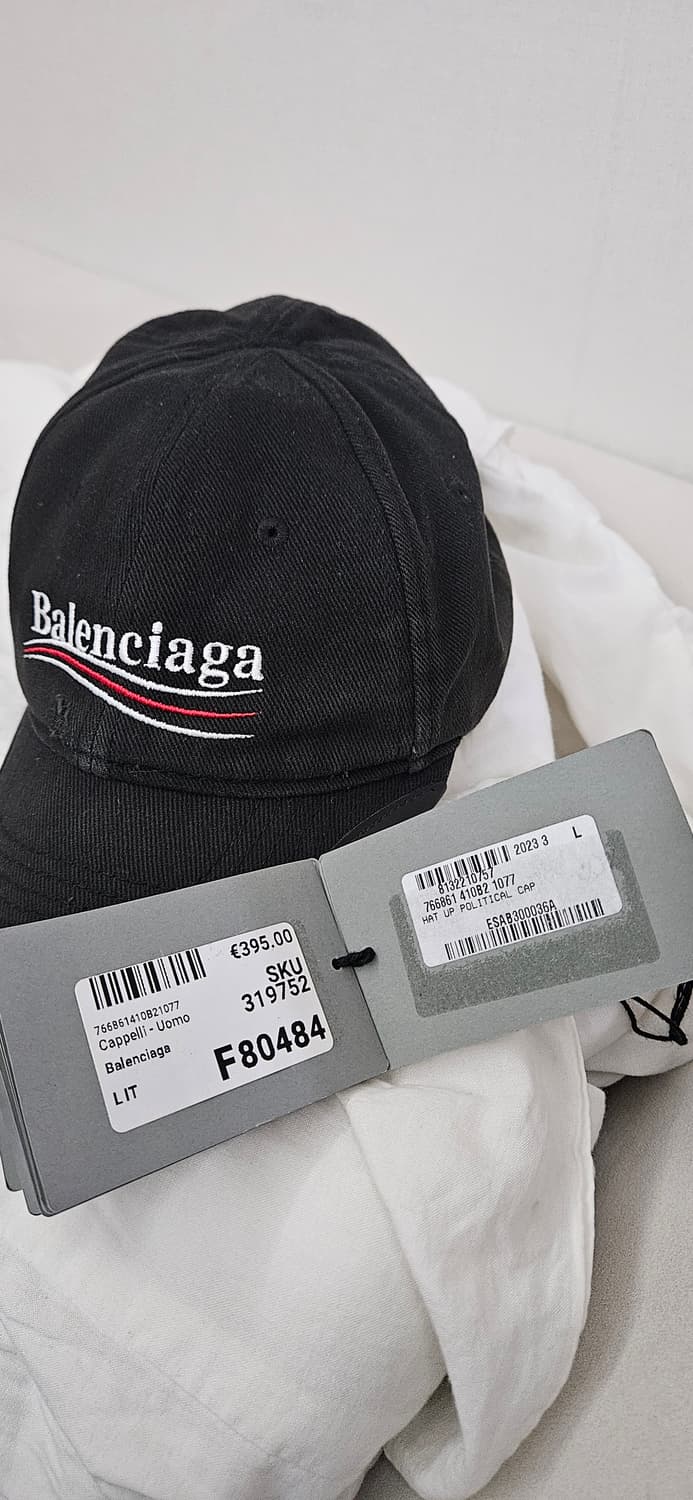 Balenciaga
€395.00
SKU
319752
766861410B21077
Cappelli - Uomo
Balenciaga
F80484
L IT
2023 3 L
8132210757
766861 410B2 1077
HAT UP POLITICAL CAP
ESAB300036A